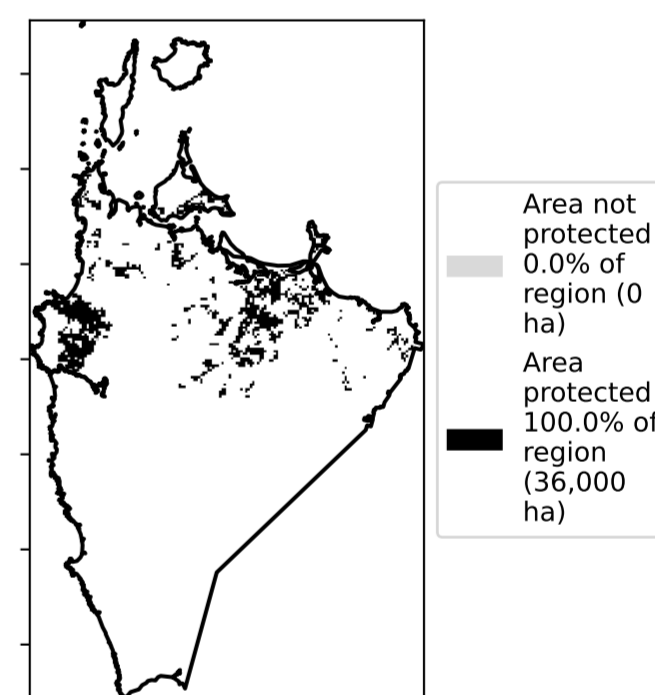 Area not
protected
0.0% of
region (0
ha)
Area
protected
100.0% of
region
(36,000
ha)